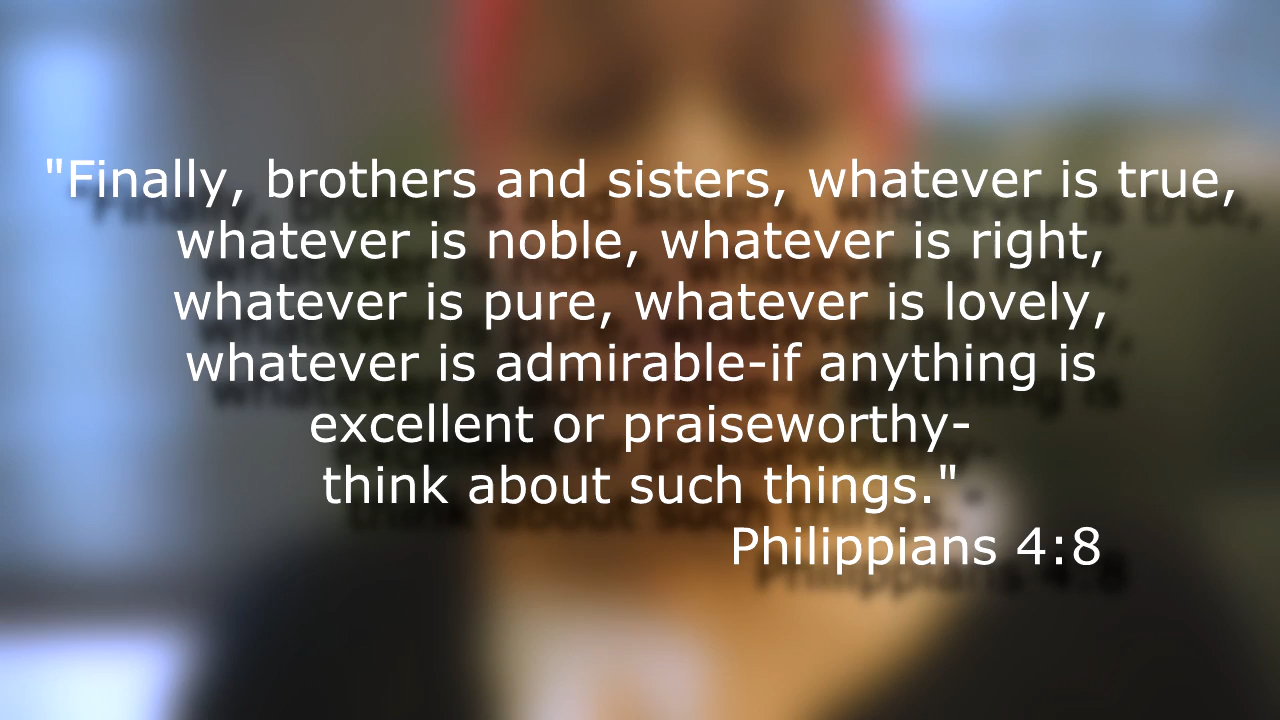 "Finally, brothers and sisters, whatever is true,
whatever is noble, whatever is right,
whatever is pure, whatever is lovely,
whatever is admirable-if anything is
excellent or praiseworthy-
think about such things."
Philippians 4:8